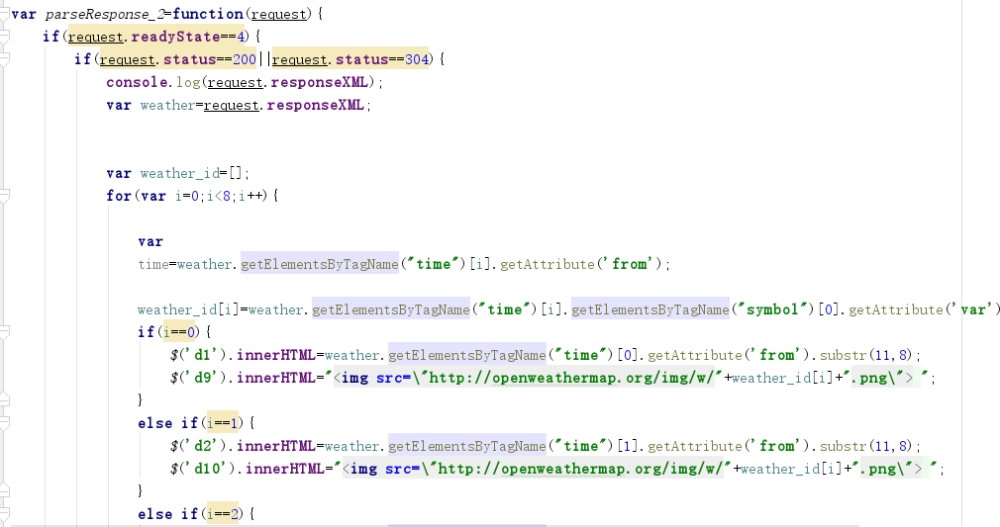 var parseResponse_2=function(request){
if(request.readyState==4){
if(request.status==200||request.status==304){
console.log(request.responseXML);
var weather=request.responseXML;
var weather_id=[];
for(var i=0;i<8;i++){
var
time=weather.getElementsByTagName("time")[i].getAttribute('from');
weather_id[i]=weather.getElementsByTagName("time")[i].getElementsByTagName("symbol")[0].getAttribute('var')
if(i==0){
$('d1').innerHTML=weather.getElementsByTagName("time")[0].getAttribute('from').substr(11,8);
$('d9').innerHTML="<img src=\"http://openweathermap.org/img/w/"+weather_id[i]+".png\"> ";
}
else if(i==1){
$('d2').innerHTML=weather.getElementsByTagName("time")[1].getAttribute('from').substr(11,8);
$('d10').innerHTML="<img src=\"http://openweathermap.org/img/w/"+weather_id[i]+".png\"> ";
}
else if(i==2){